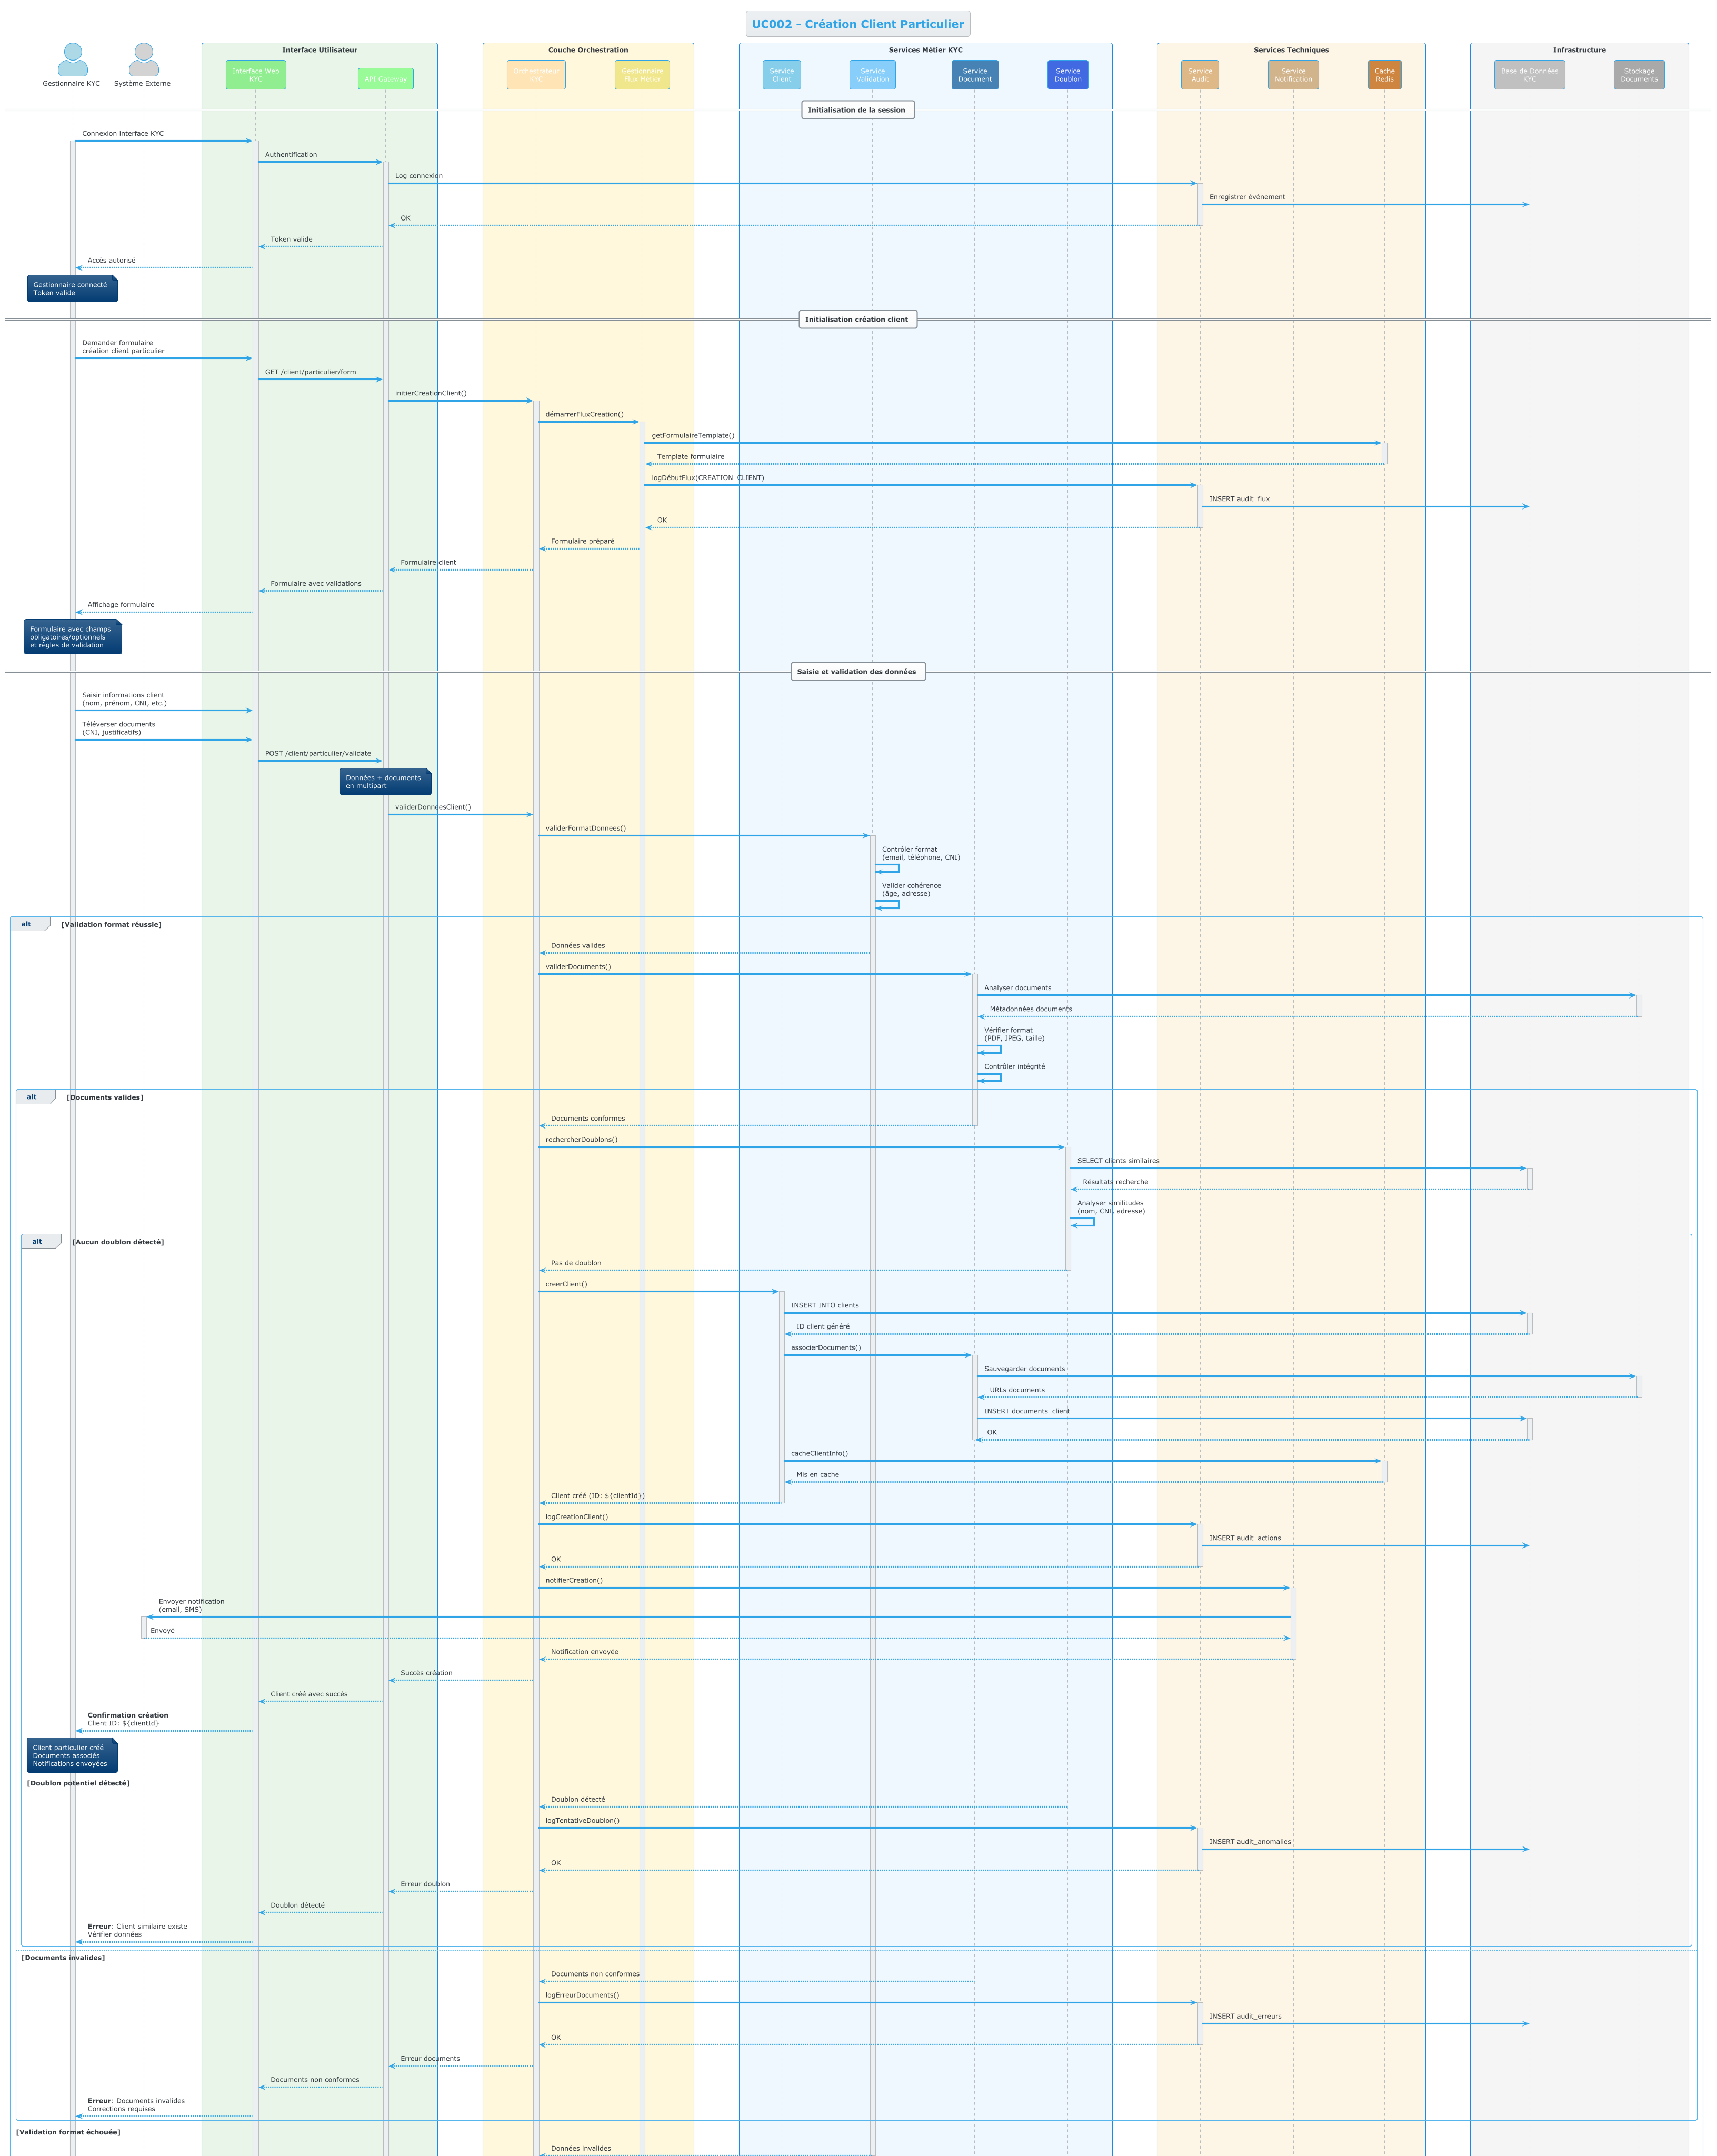 UC002 - Création Client Particulier
Interface Utilisateur
Couche Orchestration
Services Métier KYC
Services Techniques
Infrastructure
Gestionnaire KYC
Système Externe
Interface Web
KYC
API Gateway
Orchestrateur
KYC
Gestionnaire
Flux Métier
Service
Client
Service
Validation
Service
Document
Service
Doublon
Service
Audit
Service
Notification
Cache
Redis
Base de Données
KYC
Stockage
Documents
Initialisation de la session
Connexion interface KYC
Authentification
Log connexion
Enregistrer événement
OK
Token valide
Accès autorisé
Gestionnaire connecté
Token valide
Initialisation création client
Demander formulaire
création client particulier
GET /client/particulier/form
initierCreationClient()
démarrerFluxCreation()
getFormulaireTemplate()
Template formulaire
logDébutFlux(CREATION_CLIENT)
INSERT audit_flux
OK
Formulaire préparé
Formulaire client
Formulaire avec validations
Affichage formulaire
Formulaire avec champs
obligatoires/optionnels
et règles de validation
Saisie et validation des données
Saisir informations client
(nom, prénom, CNI, etc.)
Téléverser documents
(CNI, justificatifs)
POST /client/particulier/validate
Données + documents
en multipart
validerDonneesClient()
validerFormatDonnees()
Contrôler format
(email, téléphone, CNI)
Valider cohérence
(âge, adresse)
alt [Validation format réussie]
Données valides
validerDocuments()
Analyser documents
Métadonnées documents
Vérifier format
(PDF, JPEG, taille)
Contrôler intégrité
alt [Documents valides]
Documents conformes
rechercherDoublons()
SELECT clients similaires
Résultats recherche
Analyser similitudes
(nom, CNI, adresse)
alt [Aucun doublon détecté]
Pas de doublon
creerClient()
INSERT INTO clients
ID client généré
associerDocuments()
Sauvegarder documents
URLs documents
INSERT documents_client
OK
cacheClientInfo()
Mis en cache
Client créé (ID: ${clientId})
logCreationClient()
INSERT audit_actions
OK
notifierCreation()
Envoyer notification
(email, SMS)
Envoyé
Notification envoyée
Succès création
Client créé avec succès
Confirmation création
Client ID: ${clientId}
Client particulier créé
Documents associés
Notifications envoyées
[Doublon potentiel détecté]
Doublon détecté
logTentativeDoublon()
INSERT audit_anomalies
OK
Erreur doublon
Doublon détecté
Erreur: Client similaire existe
Vérifier données
[Documents invalides]
Documents non conformes
logErreurDocuments()
INSERT audit_erreurs
OK
Erreur documents
Documents non conformes
Erreur: Documents invalides
Corrections requises
[Validation format échouée]
Données invalides